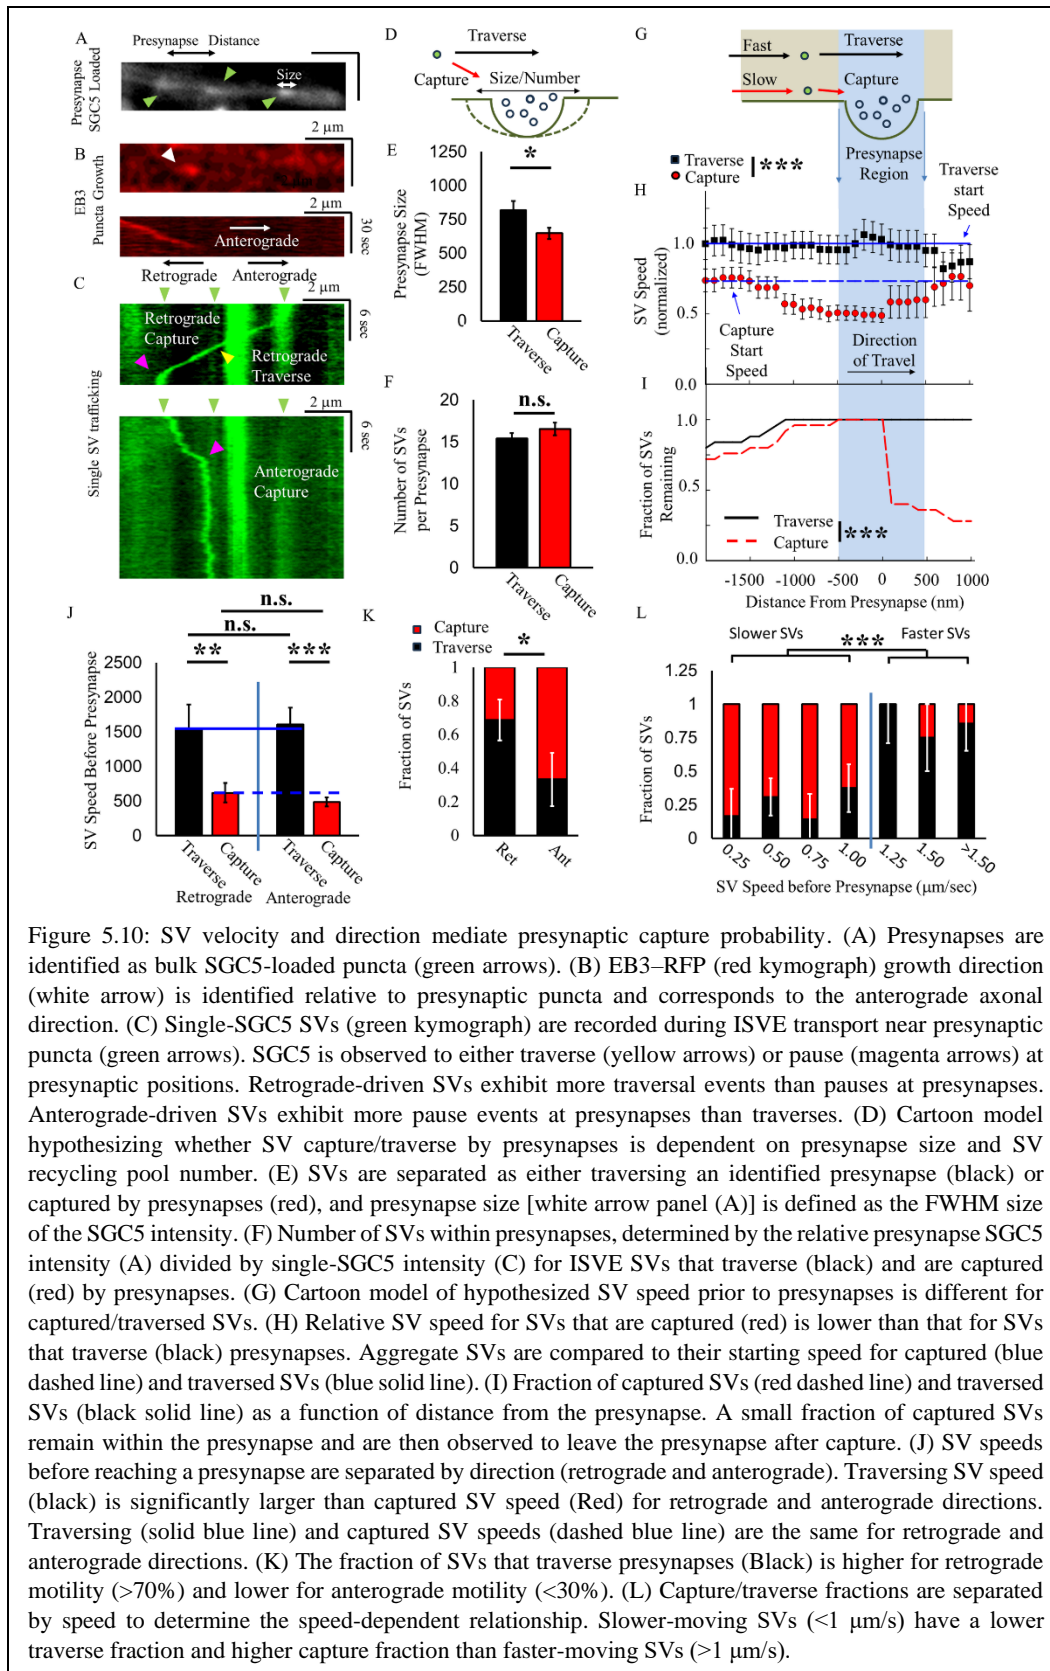 A
Presynapse
Distance
Size
Presynapse
SGC5 Loaded
2 µm
B
EB3
Puncta Growth
Anterograde
30 sec
Retrograde
Anterograde
C
2 µm
Retrograde
Capture
Retrograde
Traverse
6 sec
2 µm
6 sec
Anterograde
Capture
Single SV trafficking
D
Traverse
Capture
Size/Number
E
1250
1000
750
500
250
0
*
Presynapse Size
(FWHM)
Traverse
Capture
F
20
15
10
5
0
n.s.
Number of SVs
per Presynapse
Traverse
Capture
G
Fast
Traverse
Slow
Capture
Presynapse
Region
Traverse
Capture
***
Traverse
start
Speed
H
1.0
0.5
0.0
SV Speed
(normalized)
Capture
Start
Speed
Direction
of Travel
I
1.0
0.5
0.0
Fraction of SVs
Remaining
Traverse
Capture
***
-1500 -1000 -500 0 500 1000
Distance From Presynapse (nm)
J
n.s.
n.s.
** ***
2500
2000
1500
1000
500
0
SV Speed Before Presynapse
Traverse
Capture
Traverse
Capture
Retrograde Anterograde
K
Capture
Traverse
*
1
0.8
0.6
0.4
0.2
0
Fraction of SVs
Ret
Ant
L
Slower SVs
***
Faster SVs
1.25
1
0.75
0.5
0.25
0
Fraction of SVs
0.25 0.50 0.75 1.00 1.25 1.50 >1.50
SV Speed before Presynapse (µm/sec)
Figure 5.10: SV velocity and direction mediate presynaptic capture probability. (A) Presynapses are
identified as bulk SGC5-loaded puncta (green arrows). (B) EB3–RFP (red kymograph) growth direction
(white arrow) is identified relative to presynaptic puncta and corresponds to the anterograde axonal
direction. (C) Single-SGC5 SVs (green kymograph) are recorded during ISVE transport near presynaptic
puncta (green arrows). SGC5 is observed to either traverse (yellow arrows) or pause (magenta arrows) at
presynaptic positions. Retrograde-driven SVs exhibit more traversal events than pauses at presynapses.
Anterograde-driven SVs exhibit more pause events at presynapses than traverses. (D) Cartoon model
hypothesizing whether SV capture/traverse by presynapses is dependent on presynapse size and SV
recycling pool number. (E) SVs are separated as either traversing an identified presynapse (black) or
captured by presynapses (red), and presynapse size [white arrow panel (A)] is defined as the FWHM size
of the SGC5 intensity. (F) Number of SVs within presynapses, determined by the relative presynapse SGC5
intensity (A) divided by single-SGC5 intensity (C) for ISVE SVs that traverse (black) and are captured
(red) by presynapses. (G) Cartoon model of hypothesized SV speed prior to presynapses is different for
captured/traversed SVs. (H) Relative SV speed for SVs that are captured (red) is lower than that for SVs
that traverse (black) presynapses. Aggregate SVs are compared to their starting speed for captured (blue
dashed line) and traversed SVs (blue solid line). (I) Fraction of captured SVs (red dashed line) and traversed
SVs (black solid line) as a function of distance from the presynapse. A small fraction of captured SVs
remain within the presynapse and are then observed to leave the presynapse after capture. (J) SV speeds
before reaching a presynapse are separated by direction (retrograde and anterograde). Traversing SV speed
(black) is significantly larger than captured SV speed (Red) for retrograde and anterograde directions.
Traversing (solid blue line) and captured SV speeds (dashed blue line) are the same for retrograde and
anterograde directions. (K) The fraction of SVs that traverse presynapses (Black) is higher for retrograde
motility (>70%) and lower for anterograde motility (<30%). (L) Capture/traverse fractions are separated
by speed to determine the speed-dependent relationship. Slower-moving SVs (<1 µm/s) have a lower
traverse fraction and higher capture fraction than faster-moving SVs (>1 µm/s).